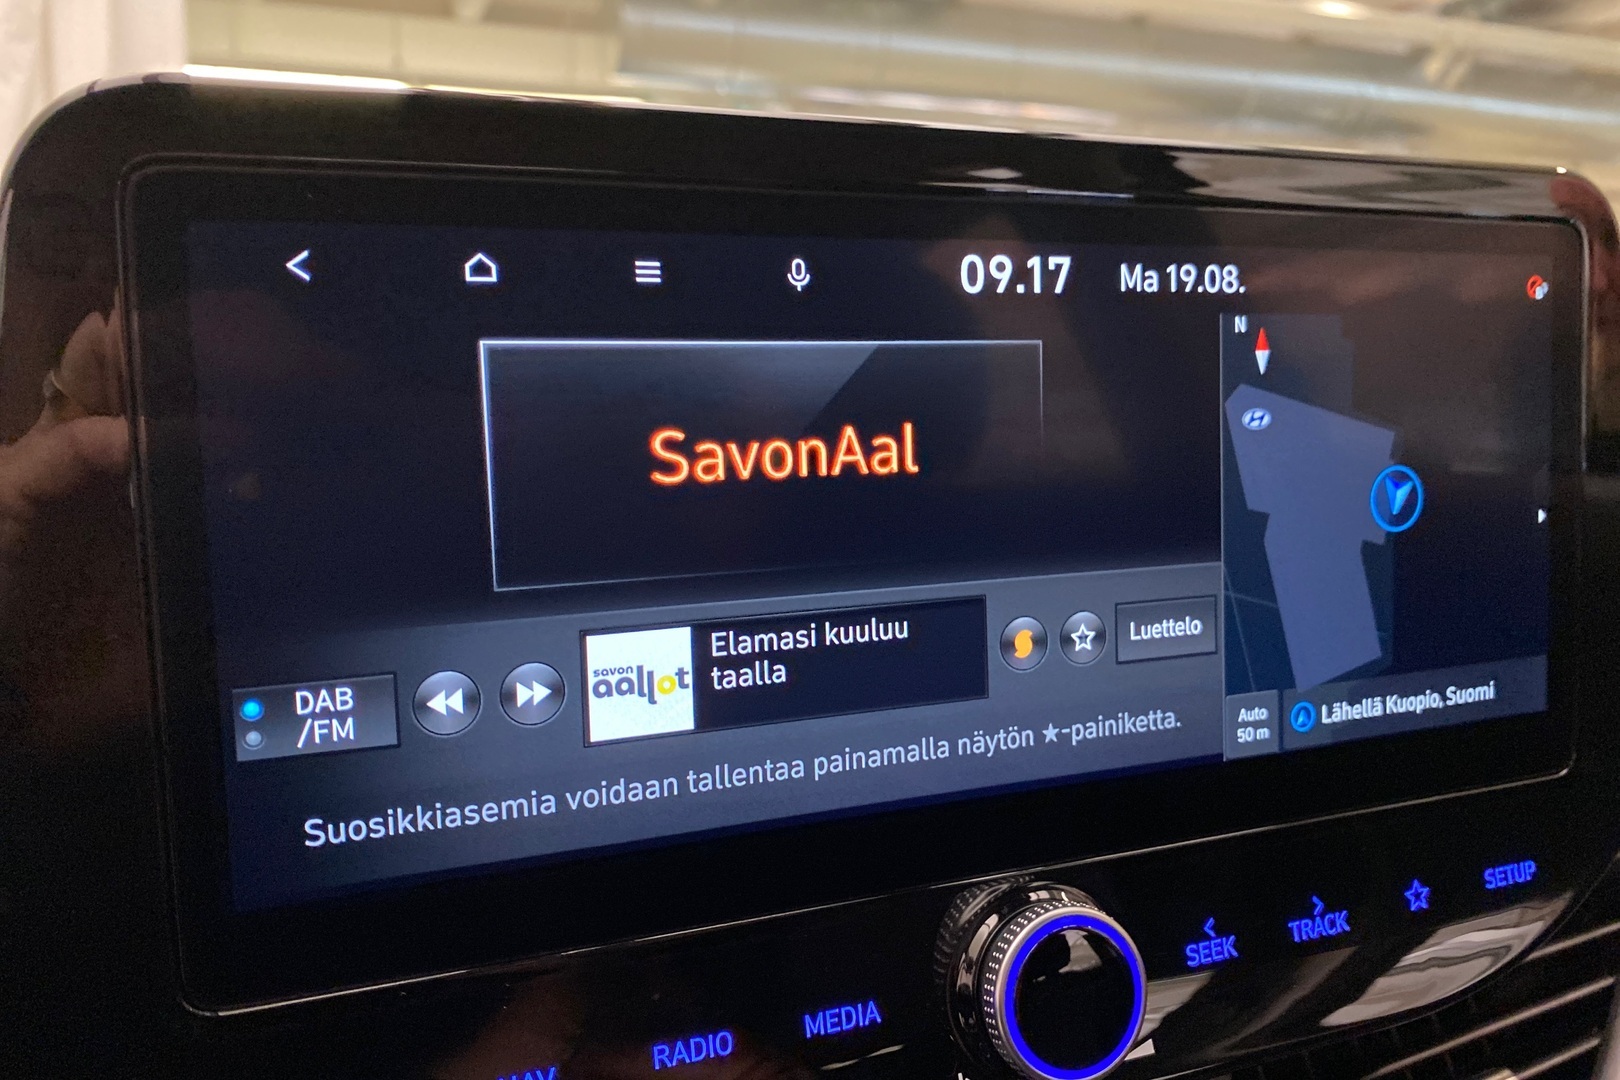 09.17
Ma 19.08.
N
SavonAal
DAB
/FM
savon
aallot
Elamasi kuuluu
taalla
Luettelo
Auto
50 m
Lähellä Kuopio, Suomi
Suosikkiasemia voidaan tallentaa painamalla näytön ★-painiketta.
NAV
RADIO
MEDIA
< SEEK
> TRACK
SETUP